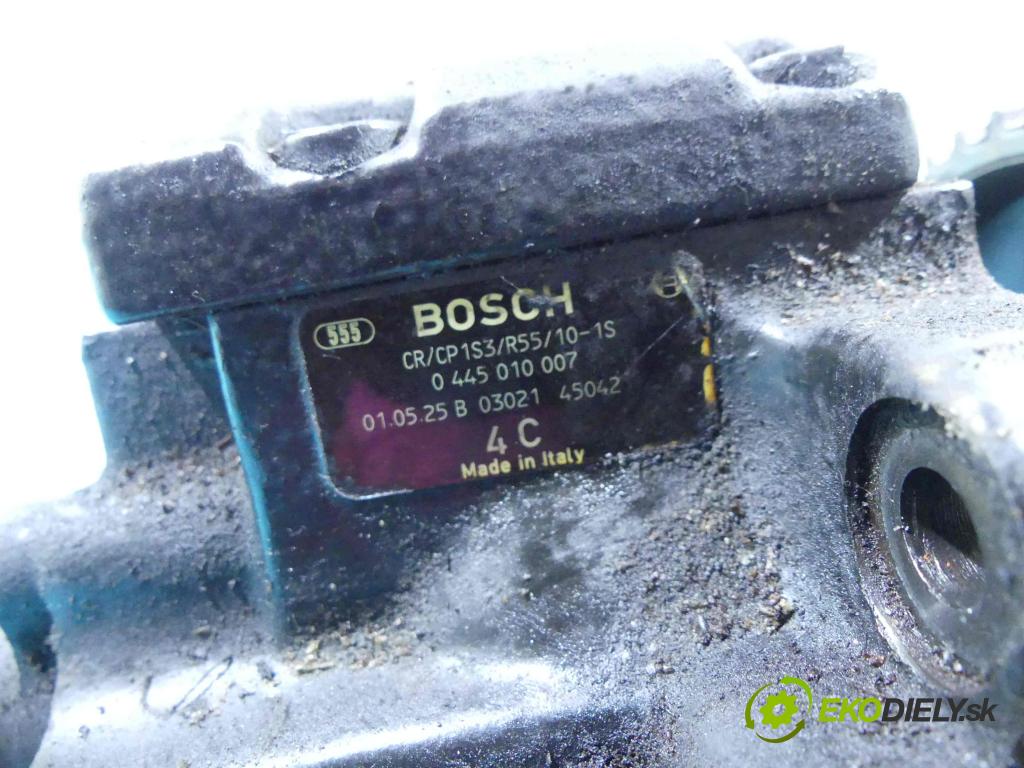 555
BOSCH
CR/CP1S3/R55/10-1S
0 445 010 007
01.05.25 B 03021 45042
4C
Made in Italy
EKODIELY.sk